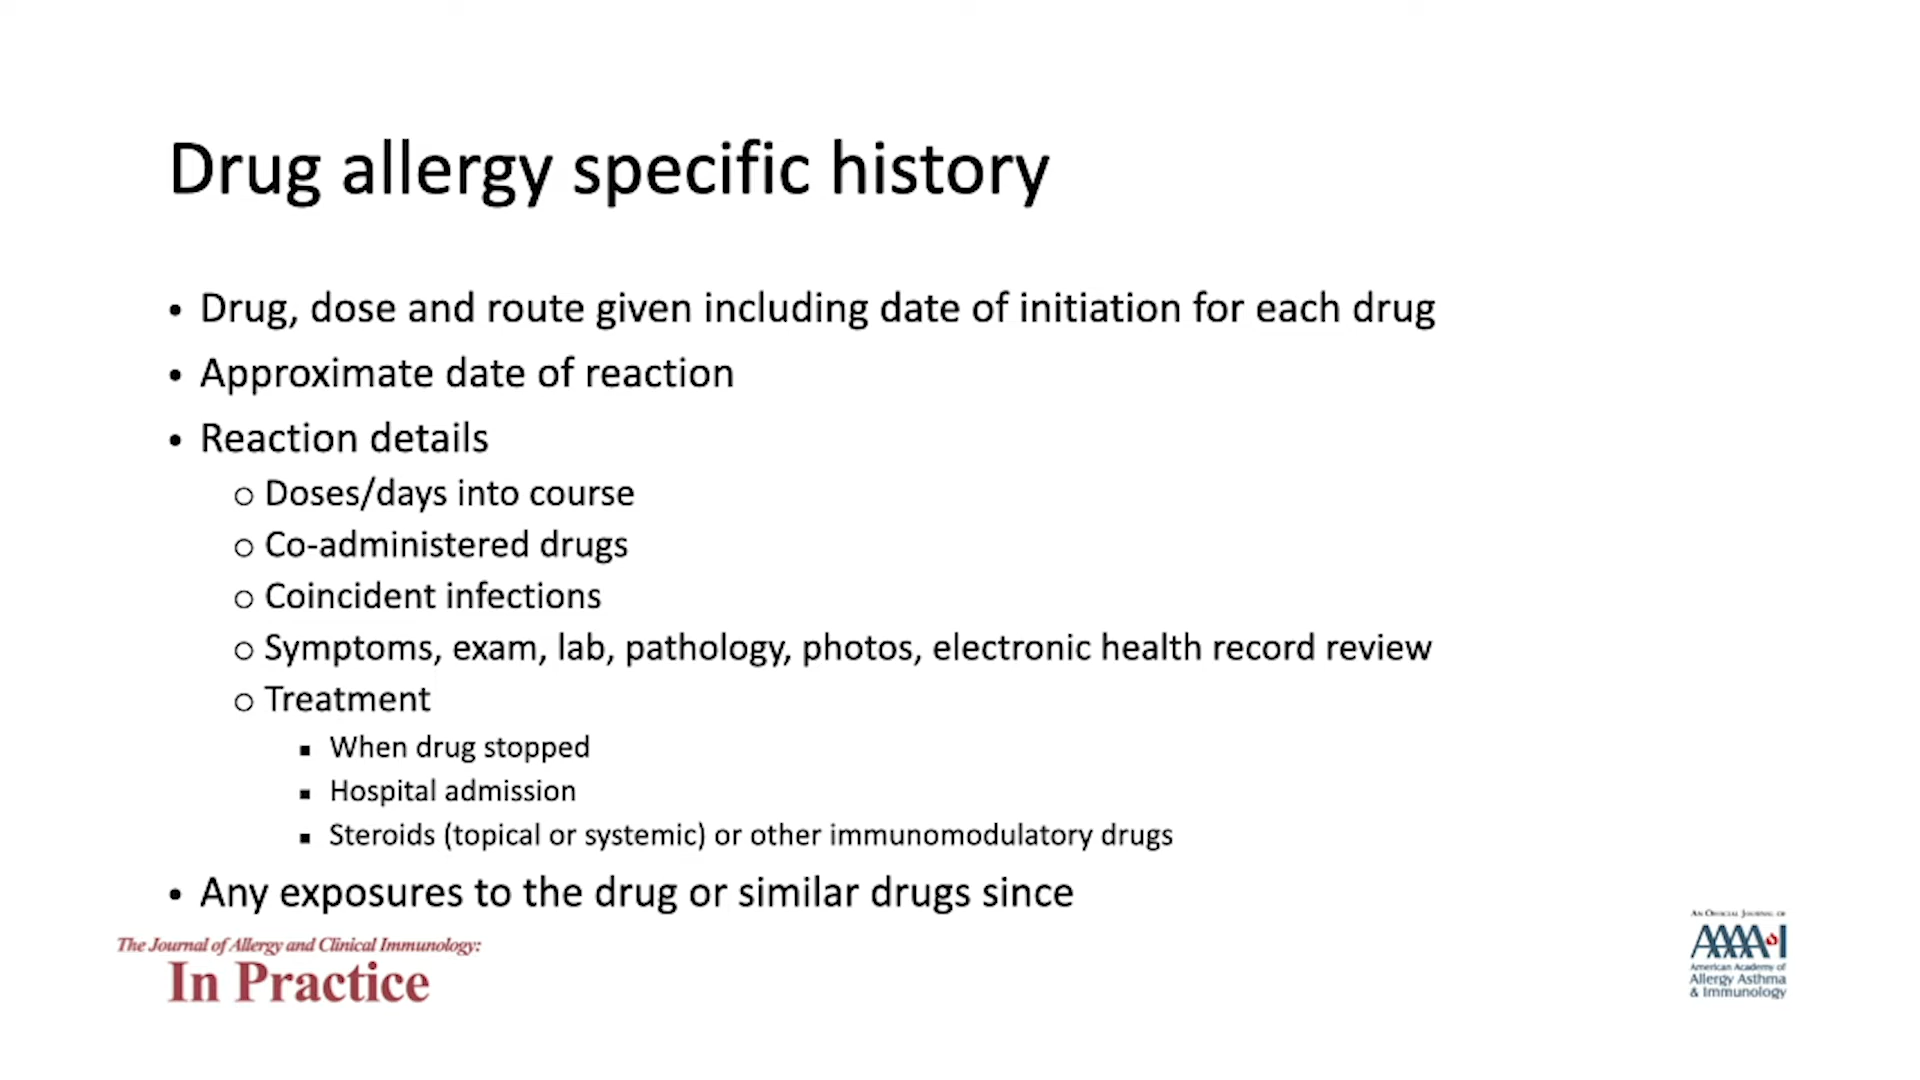 Drug allergy specific history
• Drug, dose and route given including date of initiation for each drug
• Approximate date of reaction
• Reaction details
o Doses/days into course
o Co-administered drugs
o Coincident infections
o Symptoms, exam, lab, pathology, photos, electronic health record review
o Treatment
▪ When drug stopped
▪ Hospital admission
▪ Steroids (topical or systemic) or other immunomodulatory drugs
• Any exposures to the drug or similar drugs since
The Journal of Allergy and Clinical Immunology:
In Practice
AN OFFICIAL JOURNAL OF
AAAAI
American Academy of
Allergy Asthma
& Immunology